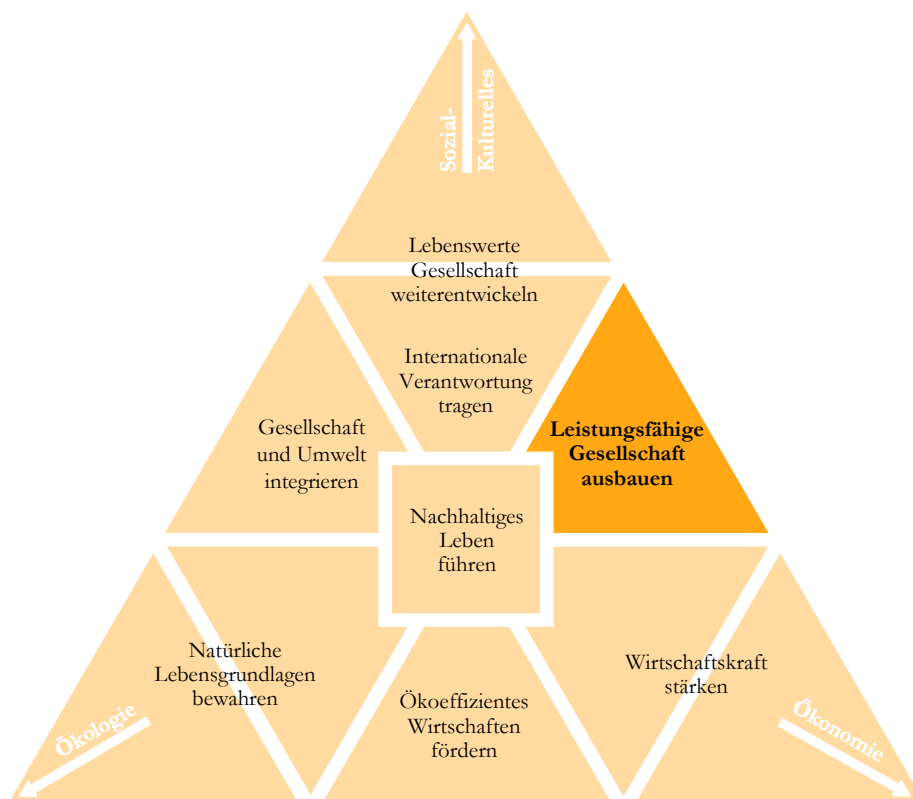 Sozial-
Kulturelles
Lebenswerte
Gesellschaft
weiterentwickeln
Internationale
Verantwortung
tragen
Gesellschaft
und Umwelt
integrieren
Leistungsfähige
Gesellschaft
ausbauen
Nachhaltiges
Leben
führen
Natürliche
Lebensgrundlagen
bewahren
Wirtschaftskraft
stärken
Ökoeffizientes
Wirtschaften
fördern
Ökologie
Ökonomie